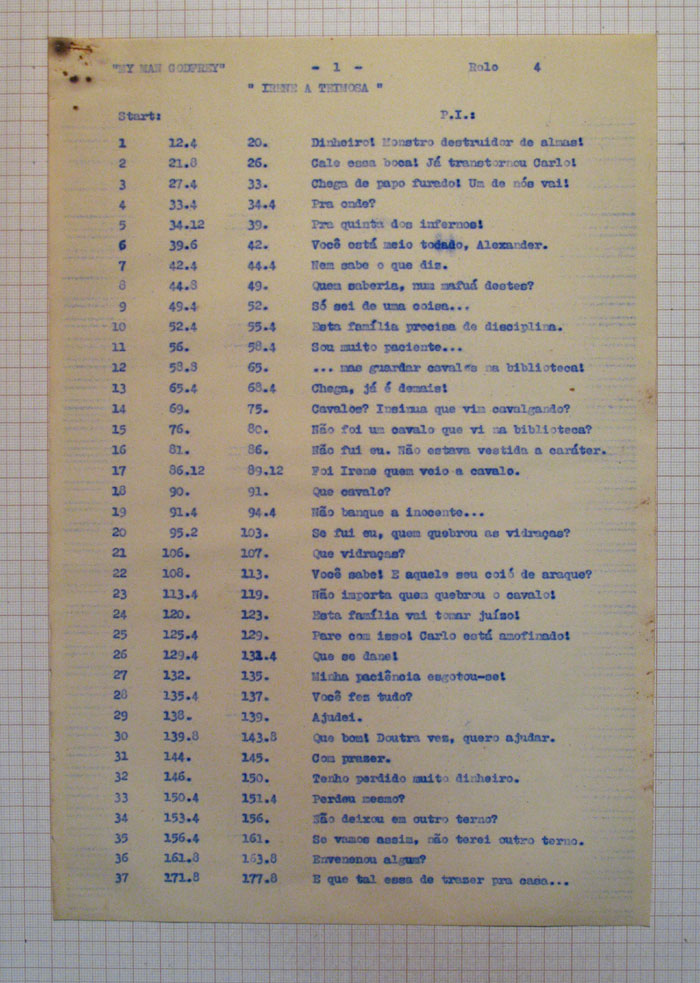 "MY MAN GODFREY" - 1 - Rolo 4
" IRENE A TEIMOSA "
Start: P.I.:
1 12.4 20. Dinheiro! Monstro destruidor de almas!
2 21.8 26. Cale essa boca! Já transtornou Carlo!
3 27.4 33. Chega de papo furado! Um de nós vai!
4 33.4 34.4 Pra onde?
5 34.12 39. Pra quinta dos infernos!
6 39.6 42. Você está meio tocado, Alexander.
7 42.4 44.4 Nem sabe o que diz.
8 44.8 49. Quem saberia, num mafuá destes?
9 49.4 52. Só sei de uma coisa...
10 52.4 55.4 Esta família precisa de disciplina.
11 56. 58.4 Sou muito paciente...
12 58.8 65. ... mas guardar cavalos na biblioteca!
13 65.4 68.4 Chega, já é demais!
14 69. 75. Cavalos? Insinua que vim cavalgando?
15 76. 80. Não foi um cavalo que vi na biblioteca?
16 81. 86. Não fui eu. Não estava vestida a caráter.
17 86.12 89.12 Foi Irene quem veio a cavalo.
18 90. 91. Que cavalo?
19 91.4 94.4 Não banque a inocente...
20 95.2 103. Se fui eu, quem quebrou as vidraças?
21 106. 107. Que vidraças?
22 108. 113. Você sabe! E aquele seu coió de araque?
23 113.4 119. Não importa quem quebrou o cavalo!
24 120. 123. Esta família vai tomar juízo!
25 125.4 129. Pare com isso! Carlo está amofinado!
26 129.4 131.4 Que se dane!
27 132. 135. Minha paciência esgotou-se!
28 135.4 137. Você fez tudo?
29 138. 139. Ajudei.
30 139.8 143.8 Que bom! Doutra vez, quero ajudar.
31 144. 145. Com prazer.
32 146. 150. Tenho perdido muito dinheiro.
33 150.4 151.4 Perdeu mesmo?
34 153.4 156. Não deixou em outro terno?
35 156.4 161. Se vamos assim, não terei outro terno.
36 161.8 163.8 Envenenou algum?
37 171.8 177.8 E que tal essa de trazer pra casa...